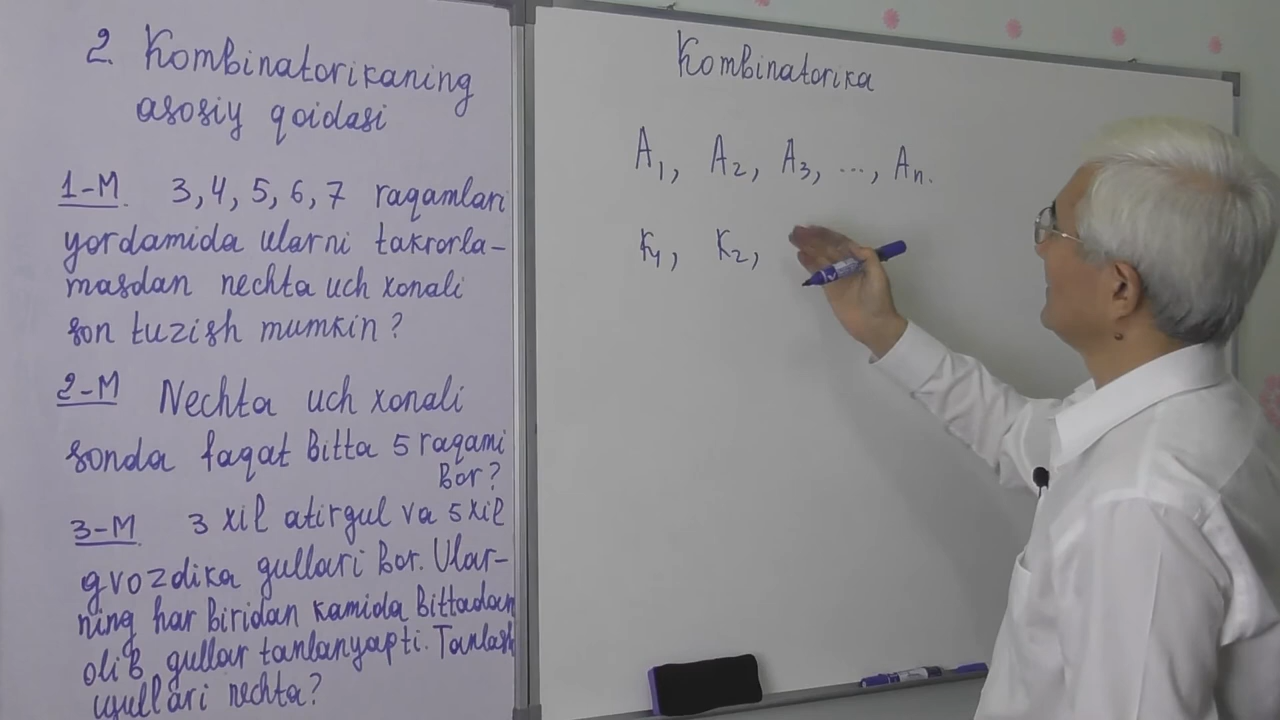 2. Kombinatorikaning
asosiy qoidasi
1-M. 3, 4, 5, 6, 7 raqamlari
yordamida ularni takrorla-
masdan nechta uch xonali
son tuzish mumkin?
2-M Nechta uch xonali
sonda faqat bitta 5 raqami
bor?
3-M. 3 xil atirgul va 5 xil
gvozdika gullari bor. Ular-
ning har biridan kamida bittadan
olib gullar tanlanyapti. Tanlash
usullari nechta?
Kombinatorika
A₁, A₂, A₃, ..., Aₙ.
K₁, K₂,